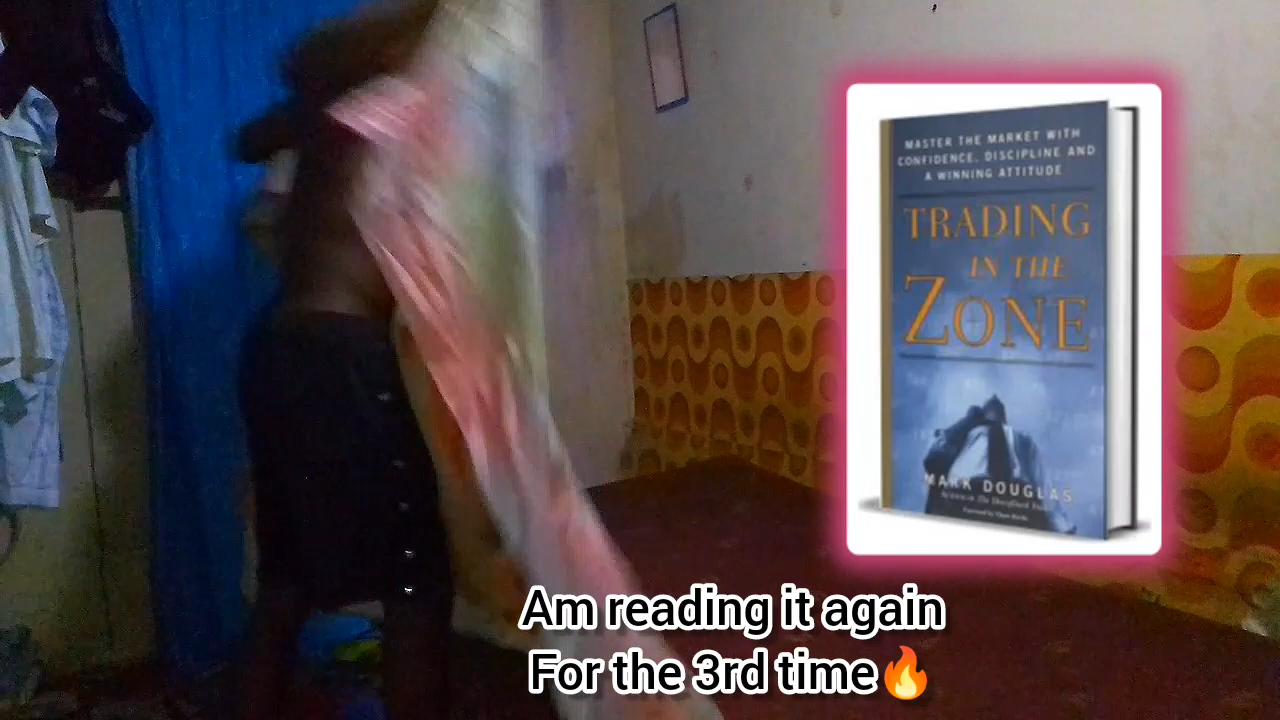 MASTER THE MARKET WITH
CONFIDENCE, DISCIPLINE AND
A WINNING ATTITUDE
TRADING
IN THE
ZONE
MARK DOUGLAS
Am reading it again
For the 3rd time🔥